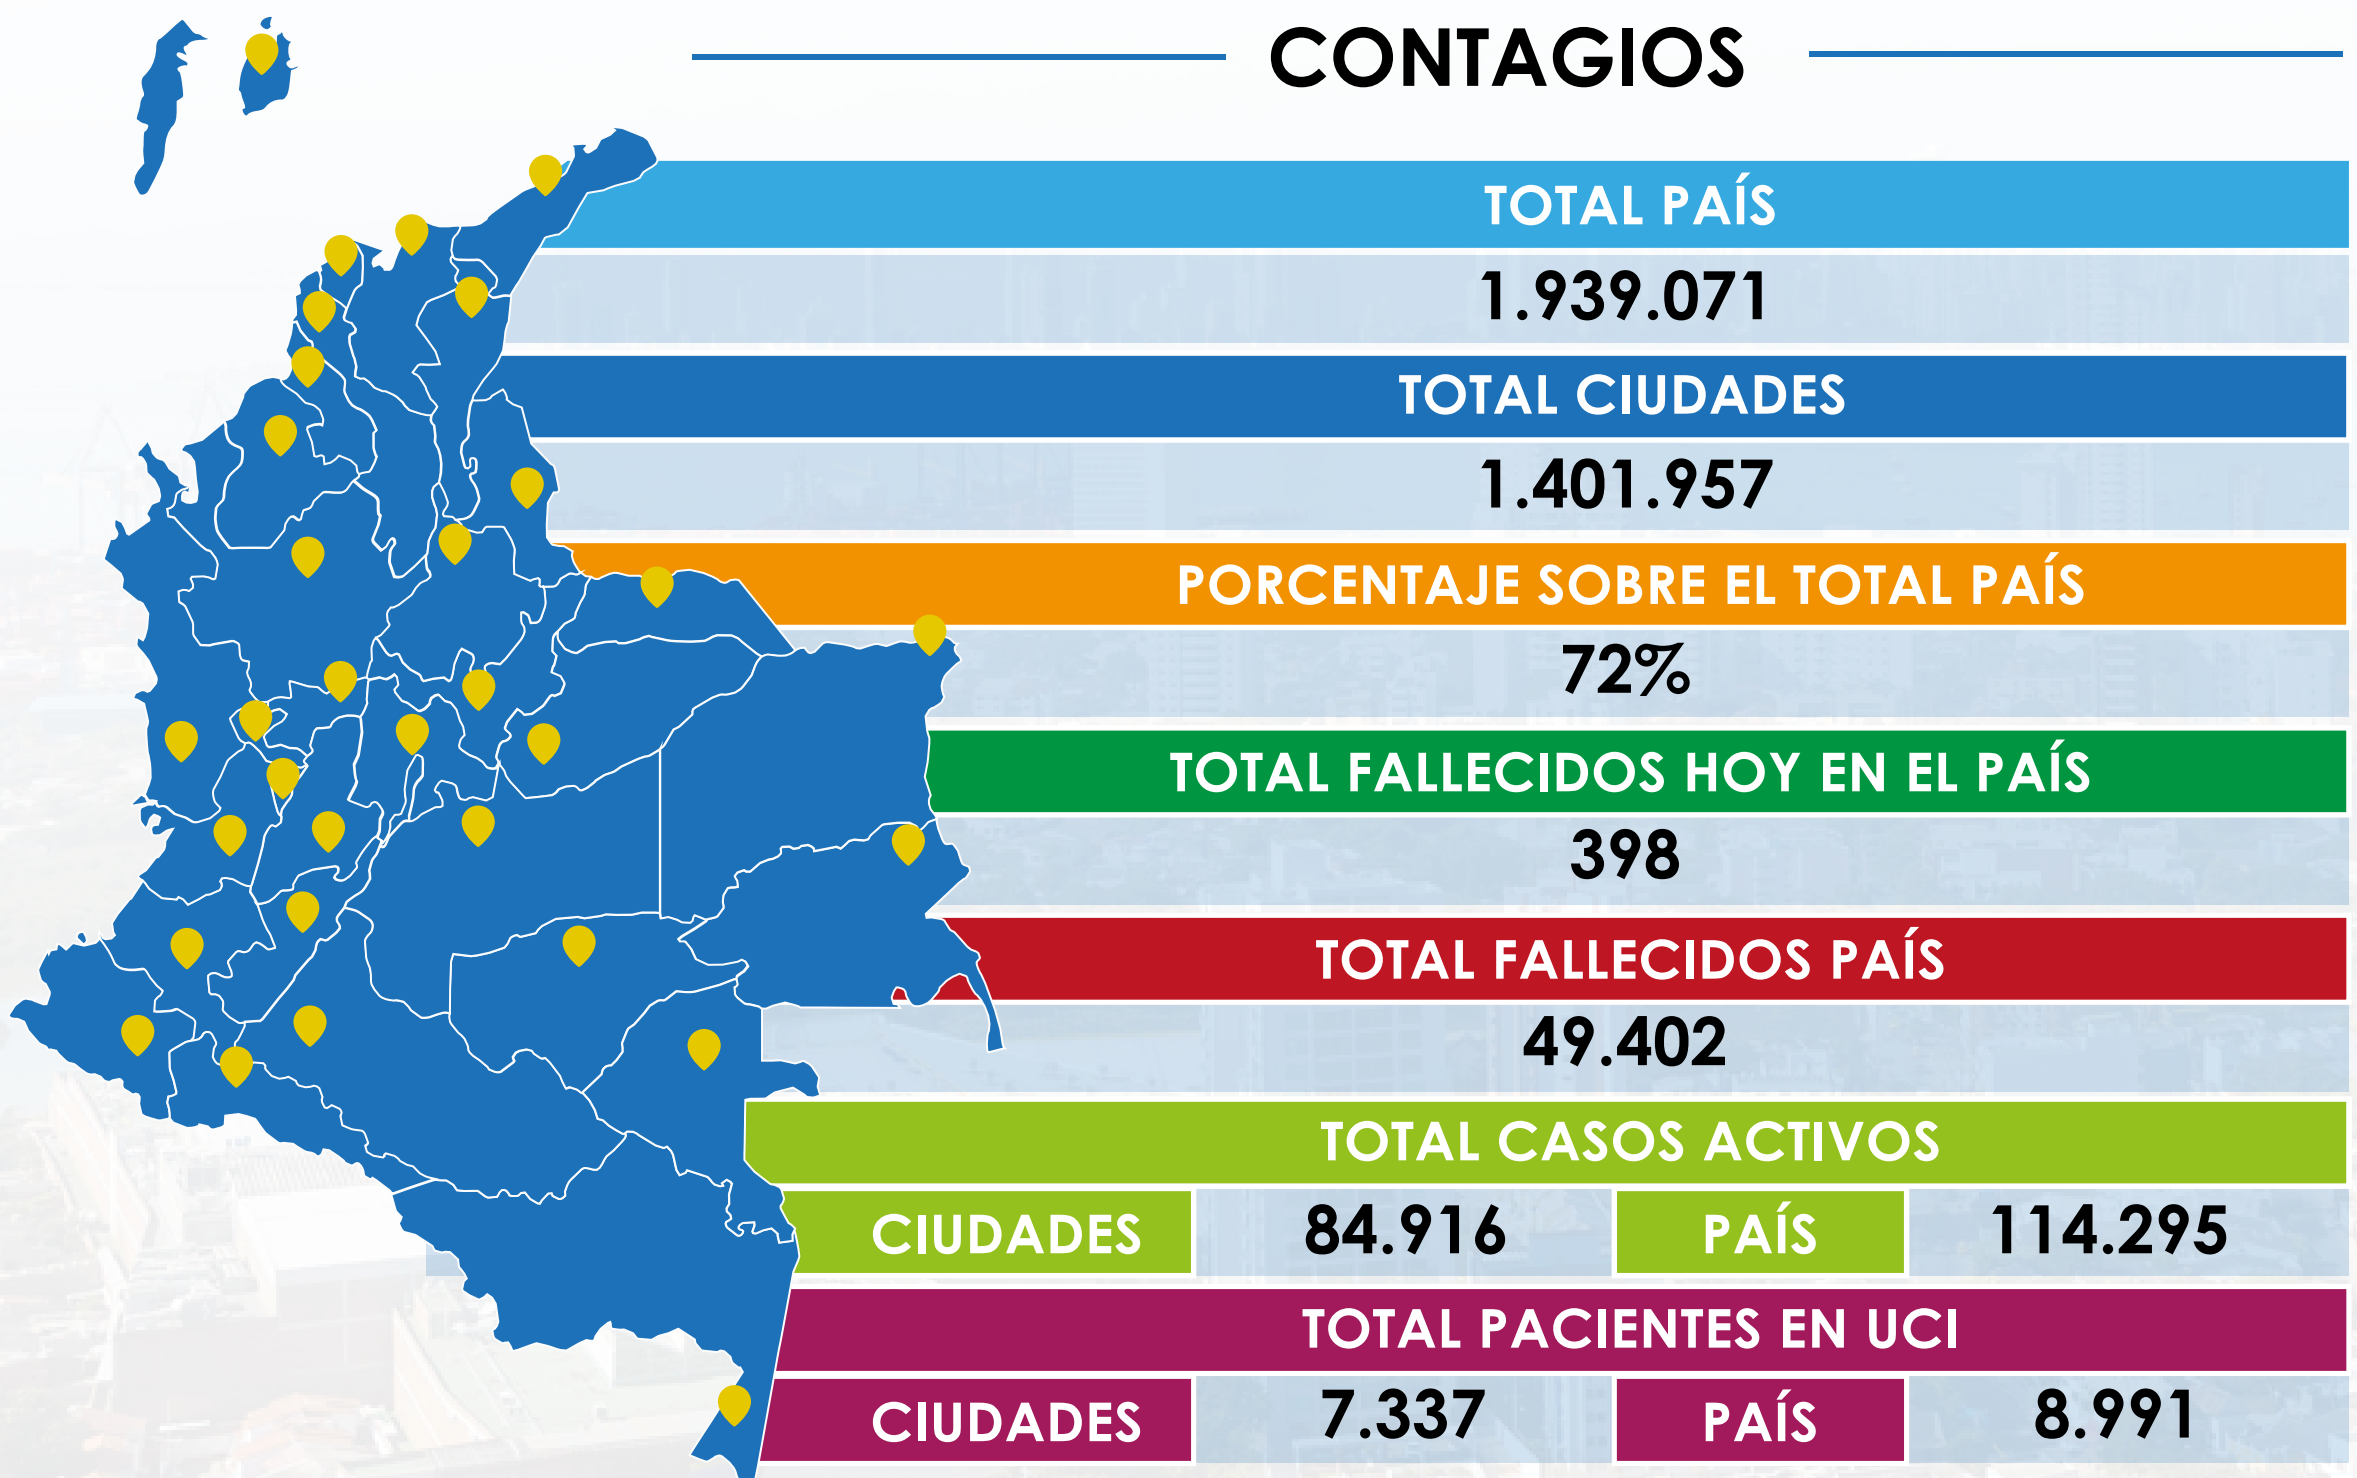 CONTAGIOS
TOTAL PAÍS
1.939.071
TOTAL CIUDADES
1.401.957
PORCENTAJE SOBRE EL TOTAL PAÍS
72%
TOTAL FALLECIDOS HOY EN EL PAÍS
398
TOTAL FALLECIDOS PAÍS
49.402
TOTAL CASOS ACTIVOS
CIUDADES 84.916 PAÍS 114.295
TOTAL PACIENTES EN UCI
CIUDADES 7.337 PAÍS 8.991